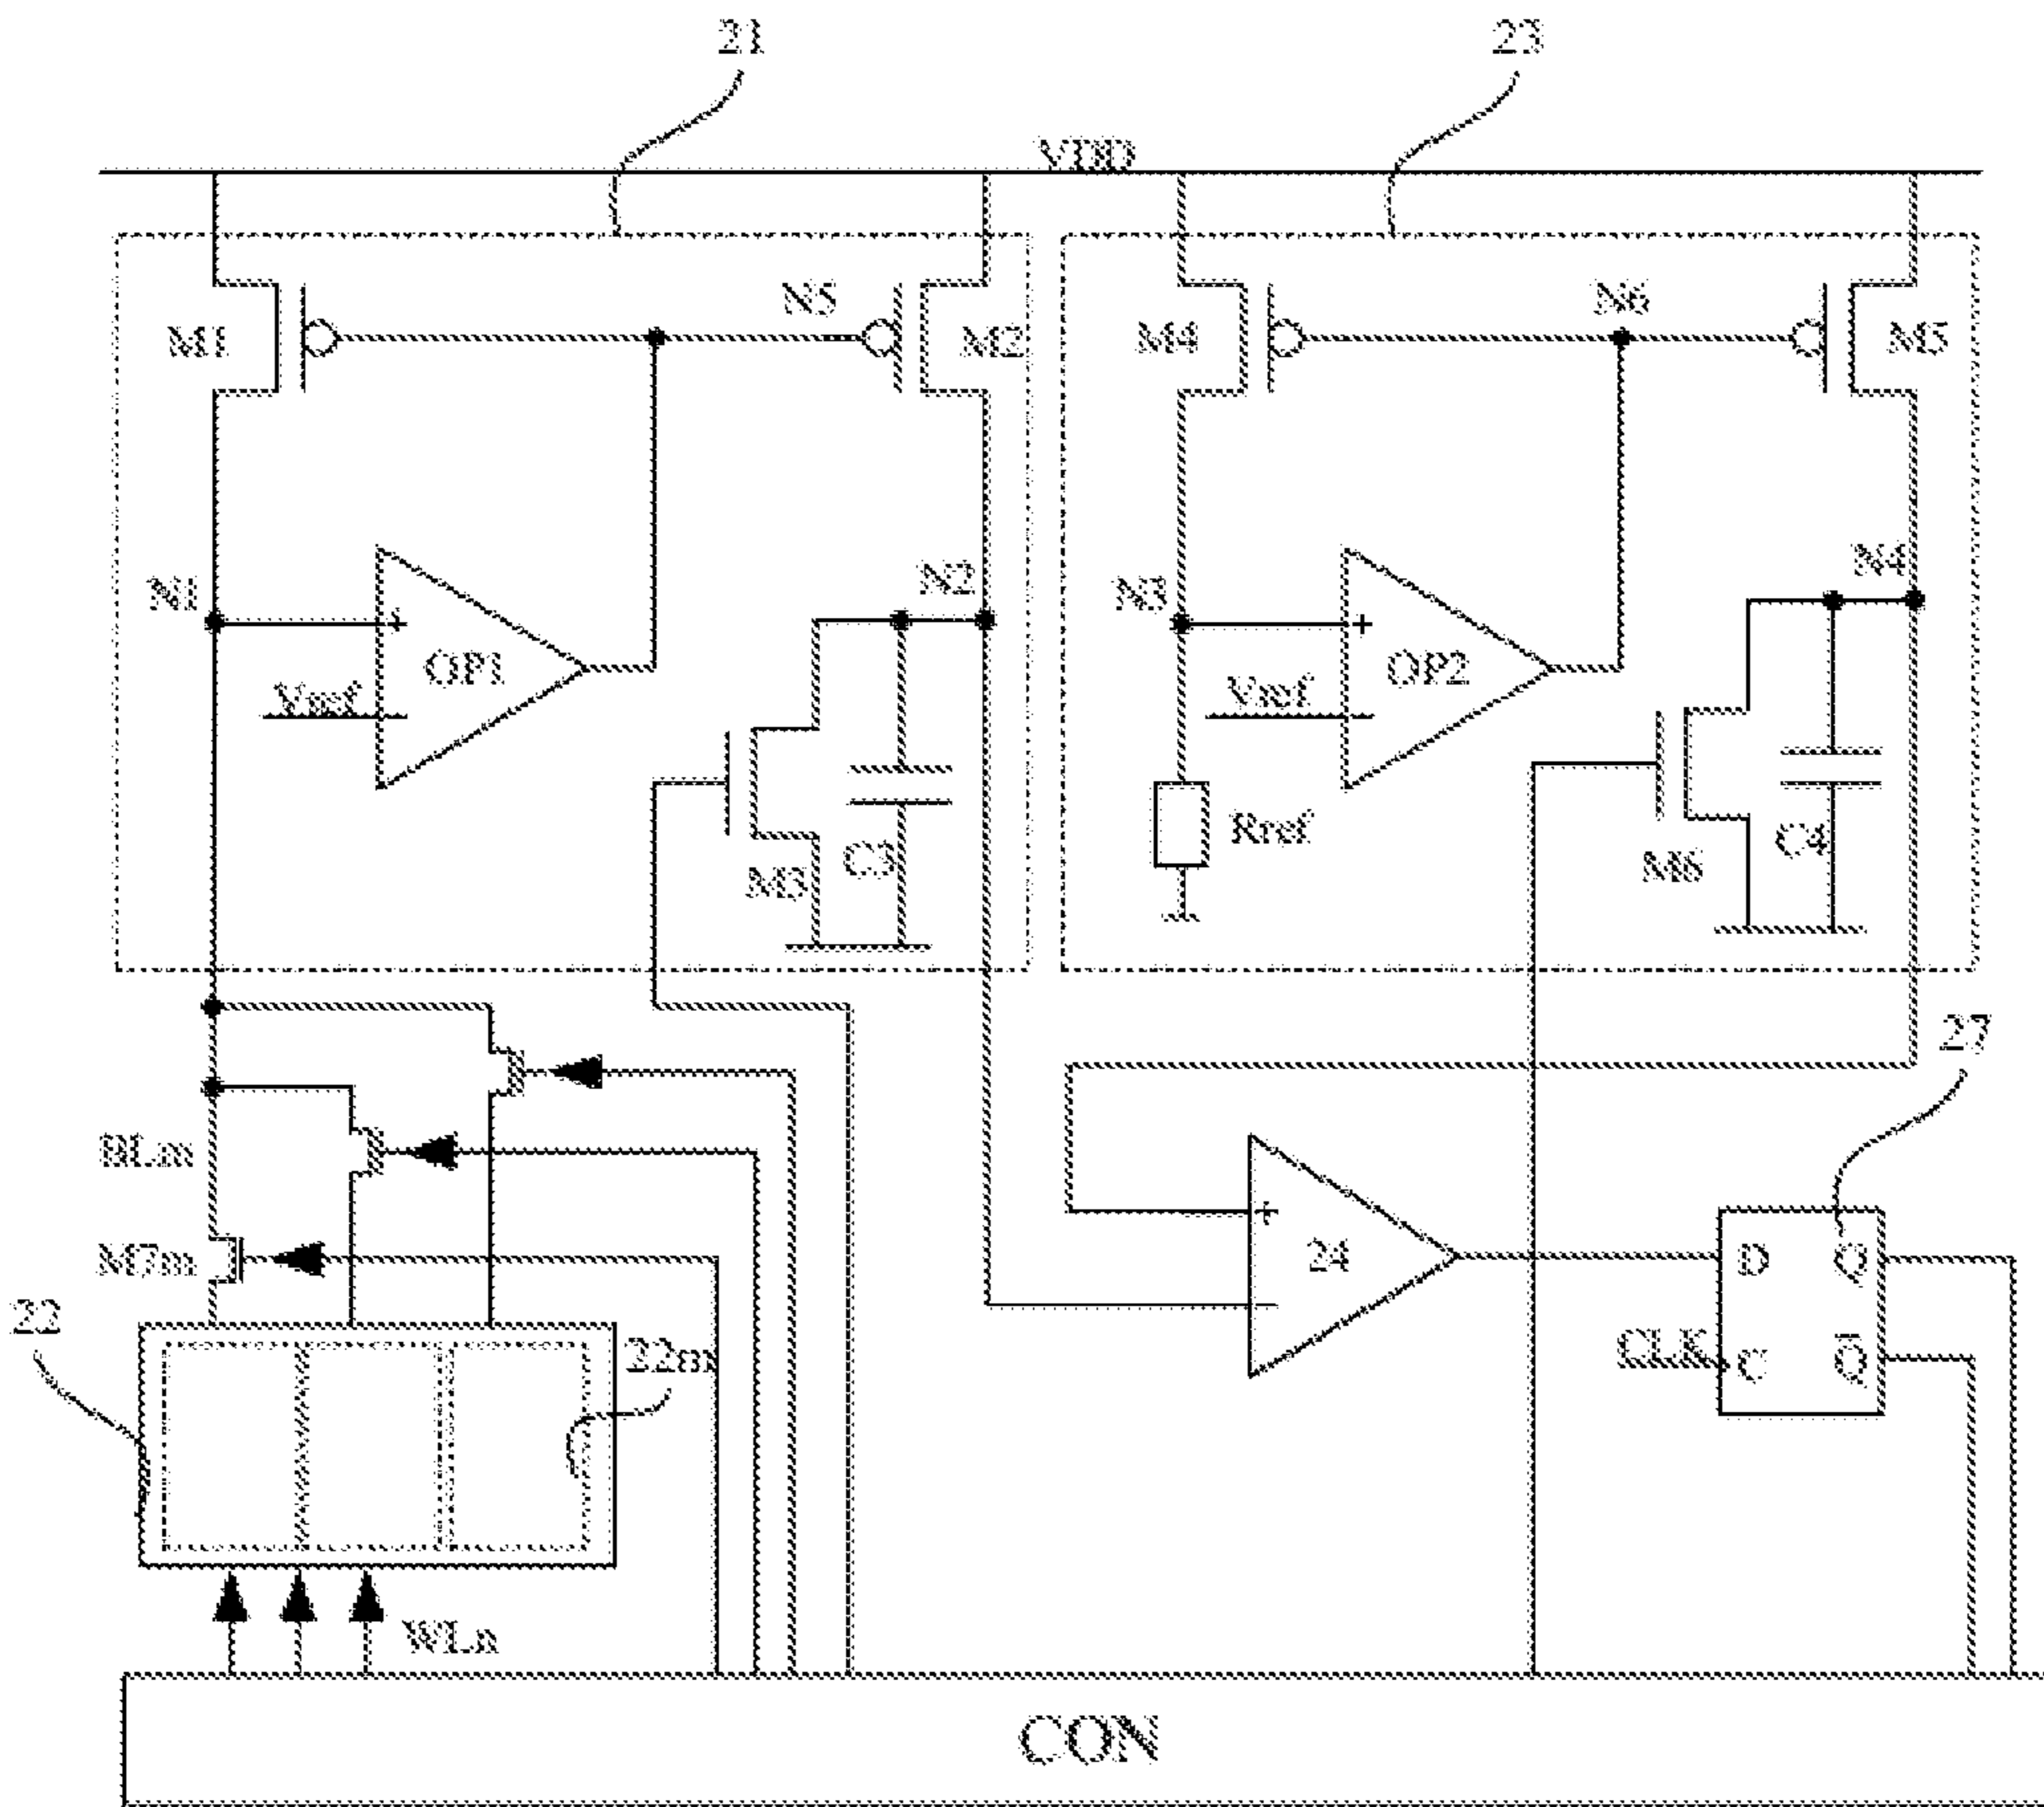 21
23
VDD
N5
N6
M1
M2
M4
M5
N1
N2
N3
N4
+
OP1
Vref
−
+
OP2
Vref
−
Rref
M3
C3
M6
C4
27
BLm
M7m
+
24
−
D Q
CLK C Q̅
22
22m
WLn
CON